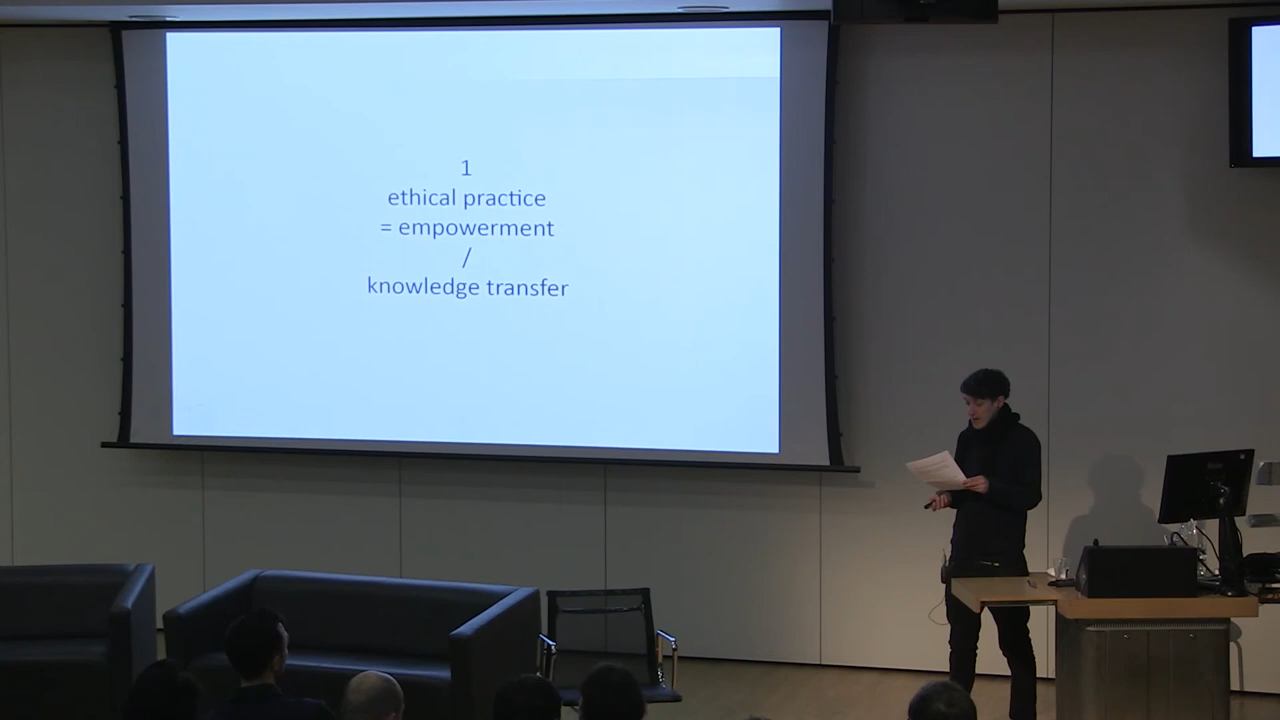 1
ethical practice
= empowerment
/
knowledge transfer